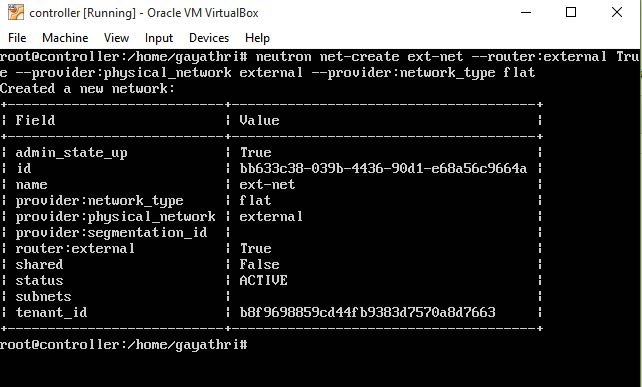 controller [Running] - Oracle VM VirtualBox
File Machine View Input Devices Help
root@controller:/home/gayathri# neutron net-create ext-net --router:external Tru
e --provider:physical_network external --provider:network_type flat
Created a new network:
+---------------------------+--------------------------------------+
| Field | Value |
+---------------------------+--------------------------------------+
| admin_state_up | True |
| id | bb633c38-039b-4436-90d1-e68a56c9664a |
| name | ext-net |
| provider:network_type | flat |
| provider:physical_network | external |
| provider:segmentation_id | |
| router:external | True |
| shared | False |
| status | ACTIVE |
| subnets | |
| tenant_id | b8f9698859cd44fb9383d7570a8d7663 |
+---------------------------+--------------------------------------+
root@controller:/home/gayathri#